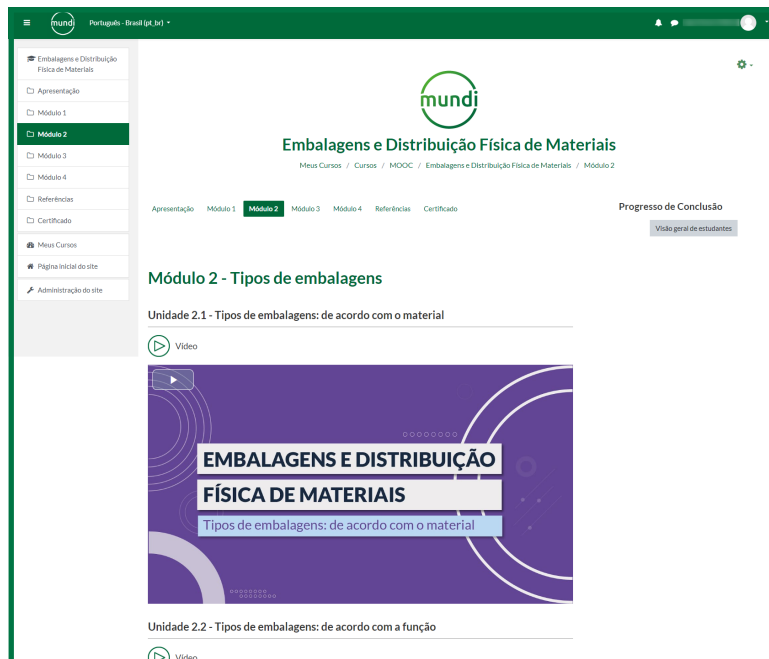 mundi
Português - Brasil (pt_br)
Embalagens e Distribuição
Física de Materiais
Apresentação
Módulo 1
Módulo 2
Módulo 3
Módulo 4
Referências
Certificado
Meus Cursos
Página inicial do site
Administração do site
mundi
Embalagens e Distribuição Física de Materiais
Meus Cursos / Cursos / MOOC / Embalagens e Distribuição Física de Materiais / Módulo 2
Apresentação Módulo 1 Módulo 2 Módulo 3 Módulo 4 Referências Certificado
Progresso de Conclusão
Visão geral de estudantes
Módulo 2 - Tipos de embalagens
Unidade 2.1 - Tipos de embalagens: de acordo com o material
Vídeo
EMBALAGENS E DISTRIBUIÇÃO
FÍSICA DE MATERIAIS
Tipos de embalagens: de acordo com o material
Unidade 2.2 - Tipos de embalagens: de acordo com a função
Vídeo